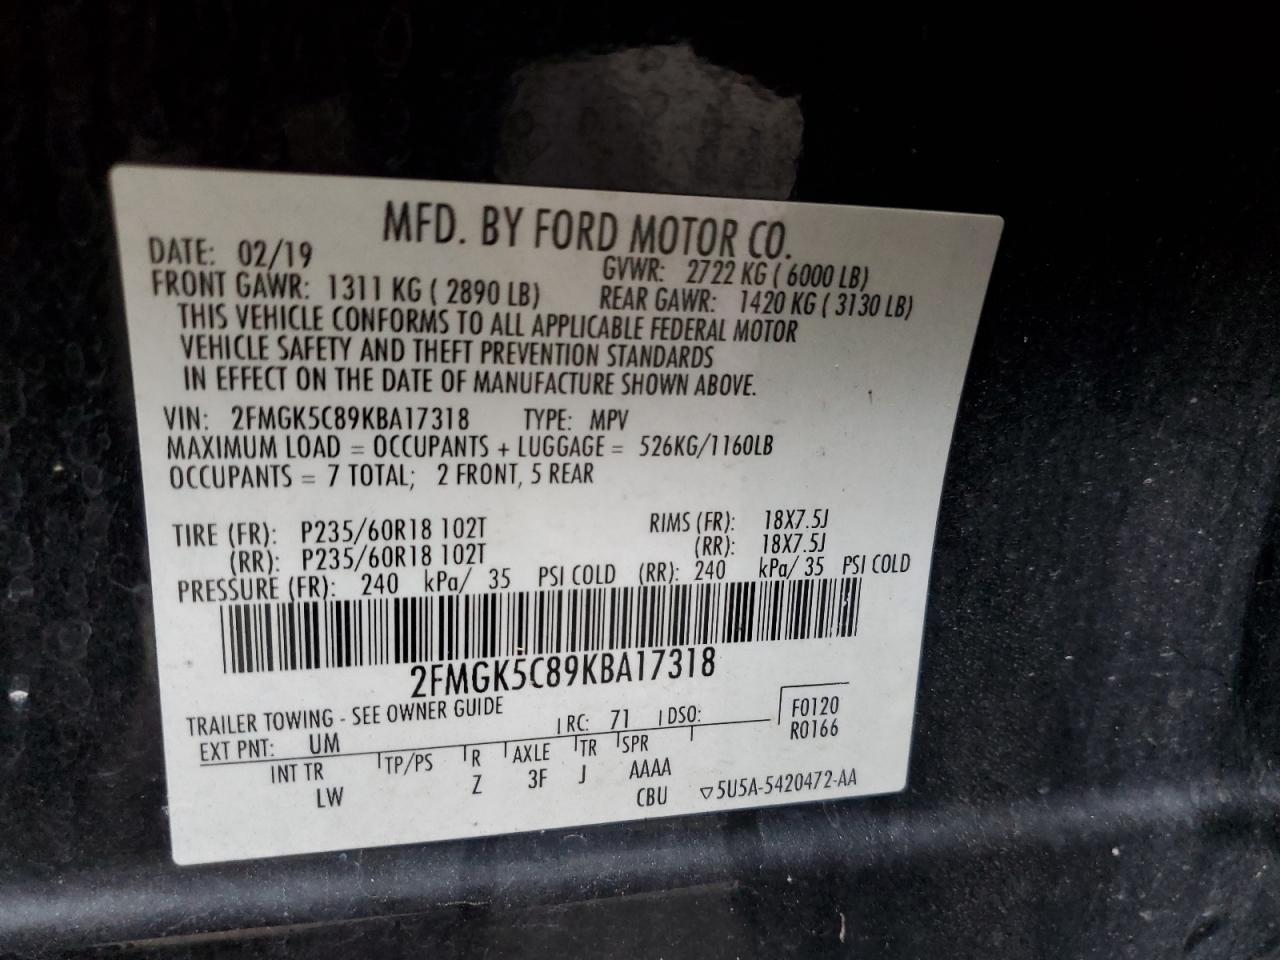 MFD. BY FORD MOTOR CO.
DATE: 02/19 GVWR: 2722 KG ( 6000 LB)
FRONT GAWR: 1311 KG ( 2890 LB) REAR GAWR: 1420 KG ( 3130 LB)
THIS VEHICLE CONFORMS TO ALL APPLICABLE FEDERAL MOTOR
VEHICLE SAFETY AND THEFT PREVENTION STANDARDS
IN EFFECT ON THE DATE OF MANUFACTURE SHOWN ABOVE.
VIN: 2FMGK5C89KBA17318 TYPE: MPV
MAXIMUM LOAD = OCCUPANTS + LUGGAGE = 526KG/1160LB
OCCUPANTS = 7 TOTAL; 2 FRONT, 5 REAR
TIRE (FR): P235/60R18 102T RIMS (FR): 18X7.5J
(RR): P235/60R18 102T (RR): 18X7.5J
PRESSURE (FR): 240 kPa/ 35 PSI COLD (RR): 240 kPa/ 35 PSI COLD
2FMGK5C89KBA17318
TRAILER TOWING - SEE OWNER GUIDE
EXT PNT: UM RC: 71 DSO: F0120
R0166
INT TR TP/PS R AXLE TR SPR
LW Z 3F J AAAA
CBU ▽5U5A-5420472-AA